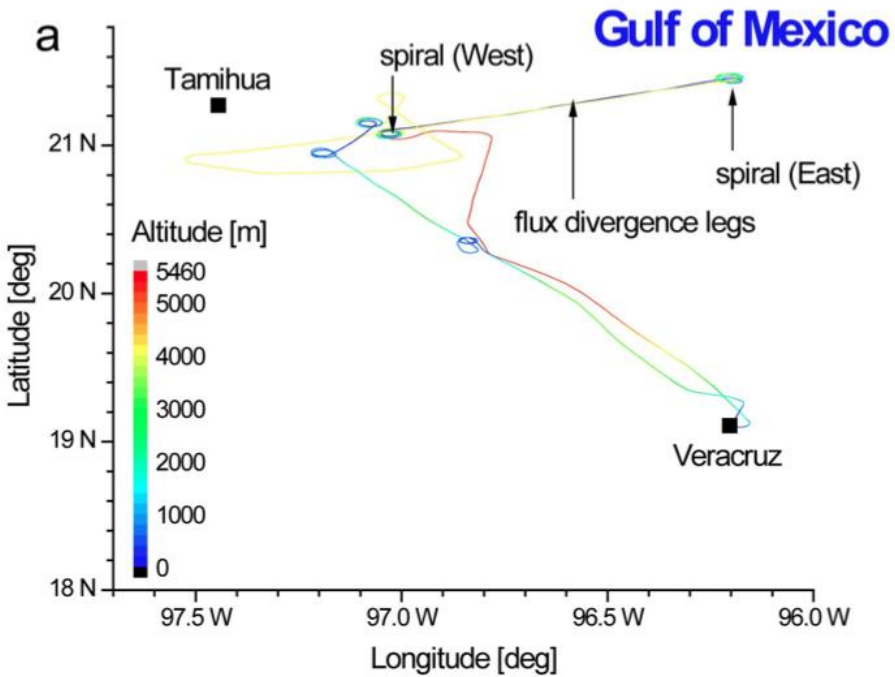 a
Gulf of Mexico
spiral (West)
Tamihua
spiral (East)
flux divergence legs
Altitude [m]
5460
5000
4000
3000
2000
1000
0
Veracruz
Latitude [deg]
21 N
20 N
19 N
18 N
97.5 W
97.0 W
96.5 W
96.0 W
Longitude [deg]